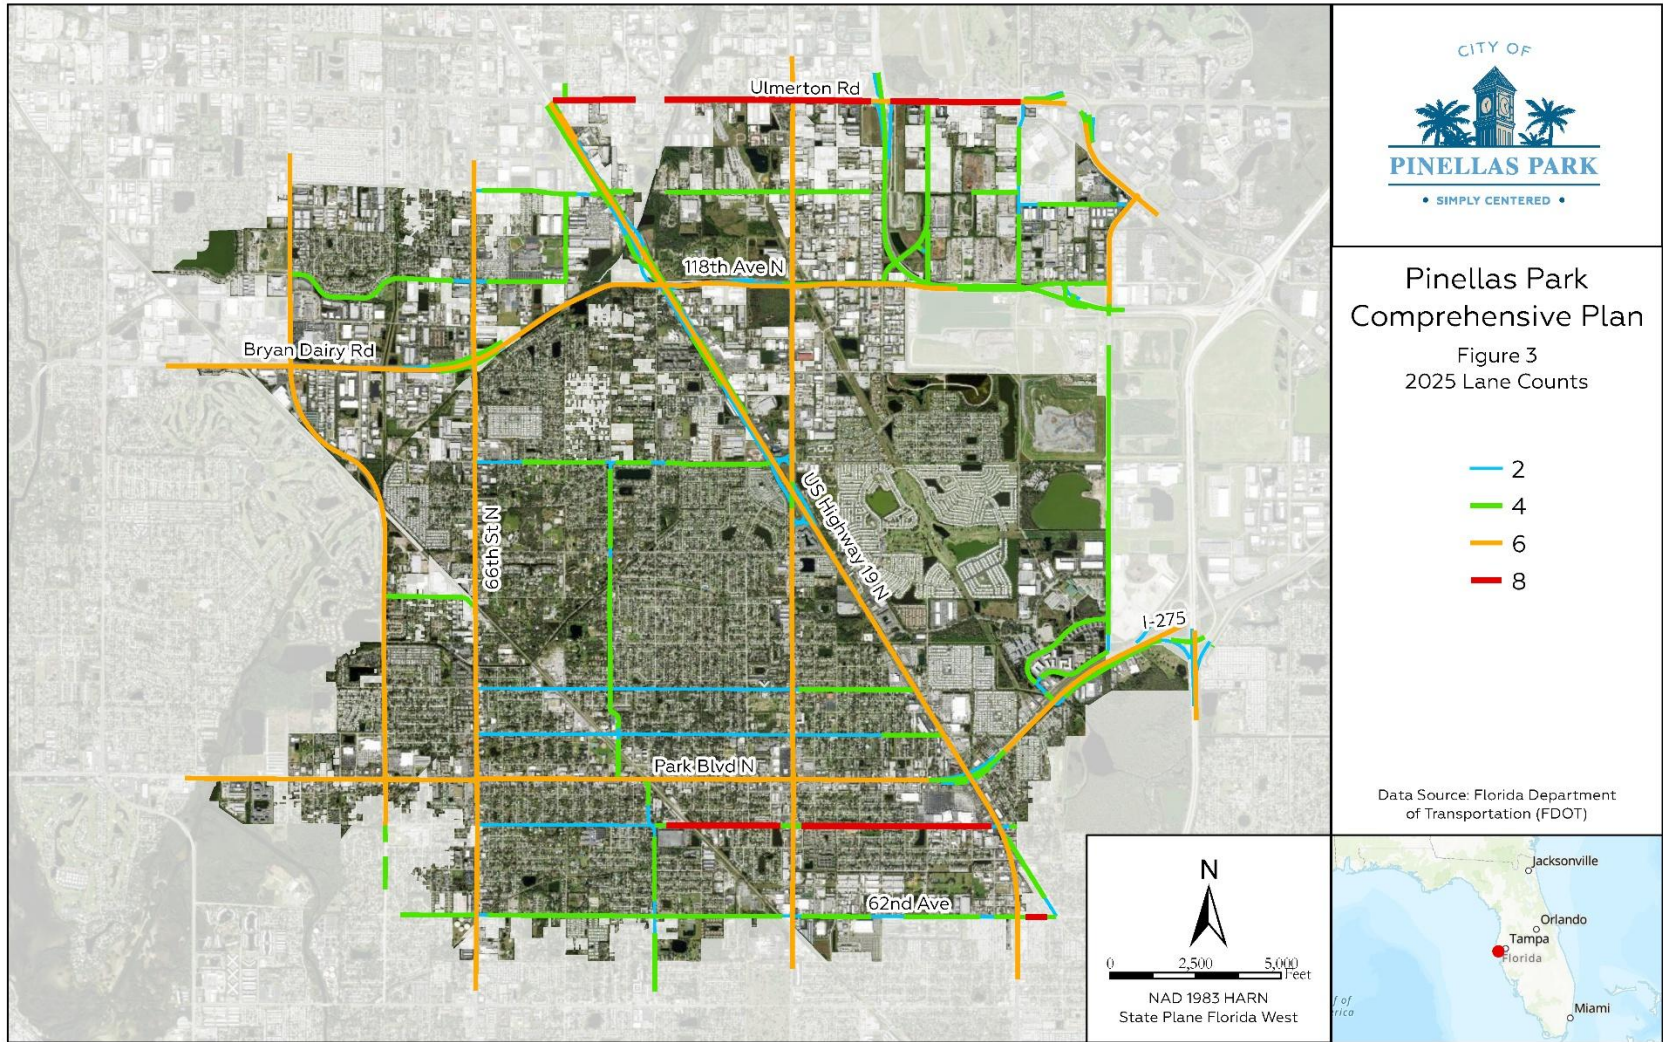 Ulmerton Rd
118th Ave N
Bryan Dairy Rd
66th St N
US Highway 19 N
I-275
Park Blvd N
62nd Ave
CITY OF
PINELLAS PARK
• SIMPLY CENTERED •
Pinellas Park
Comprehensive Plan
Figure 3
2025 Lane Counts
2
4
6
8
Data Source: Florida Department
of Transportation (FDOT)
N
0 2,500 5,000
Feet
NAD 1983 HARN
State Plane Florida West
Jacksonville
Orlando
Tampa
Florida
Miami